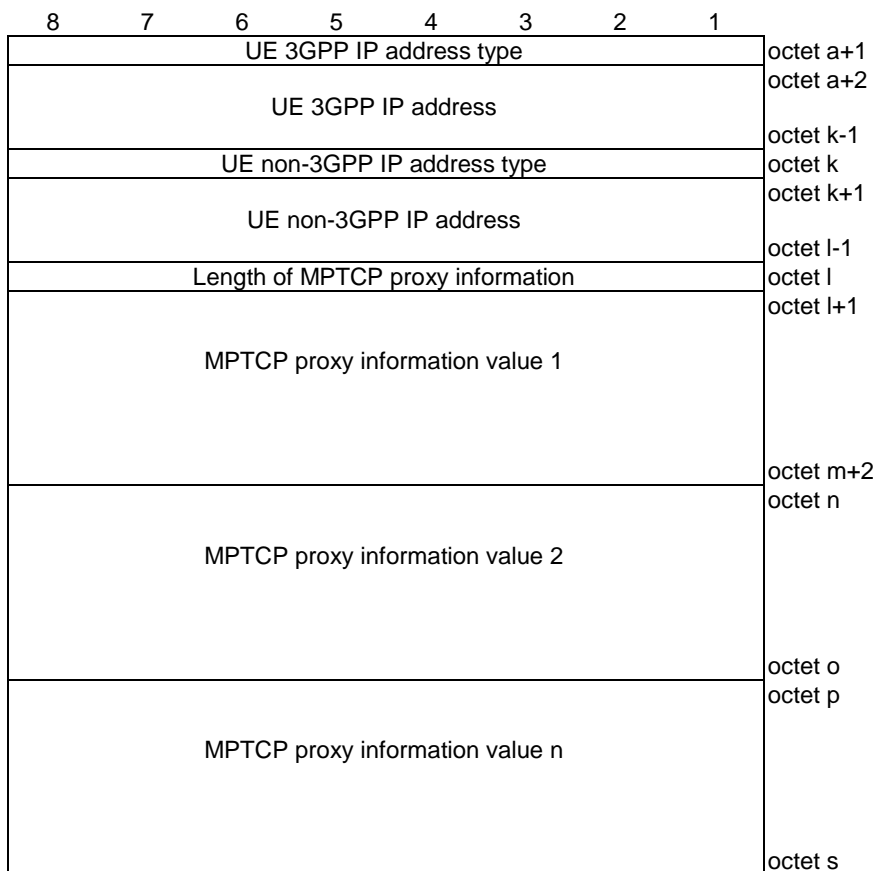 8 7 6 5 4 3 2 1
UE 3GPP IP address type octet a+1
octet a+2
UE 3GPP IP address
octet k-1
UE non-3GPP IP address type octet k
octet k+1
UE non-3GPP IP address
octet l-1
Length of MPTCP proxy information octet l
octet l+1
MPTCP proxy information value 1
octet m+2
octet n
MPTCP proxy information value 2
octet o
octet p
MPTCP proxy information value n
octet s